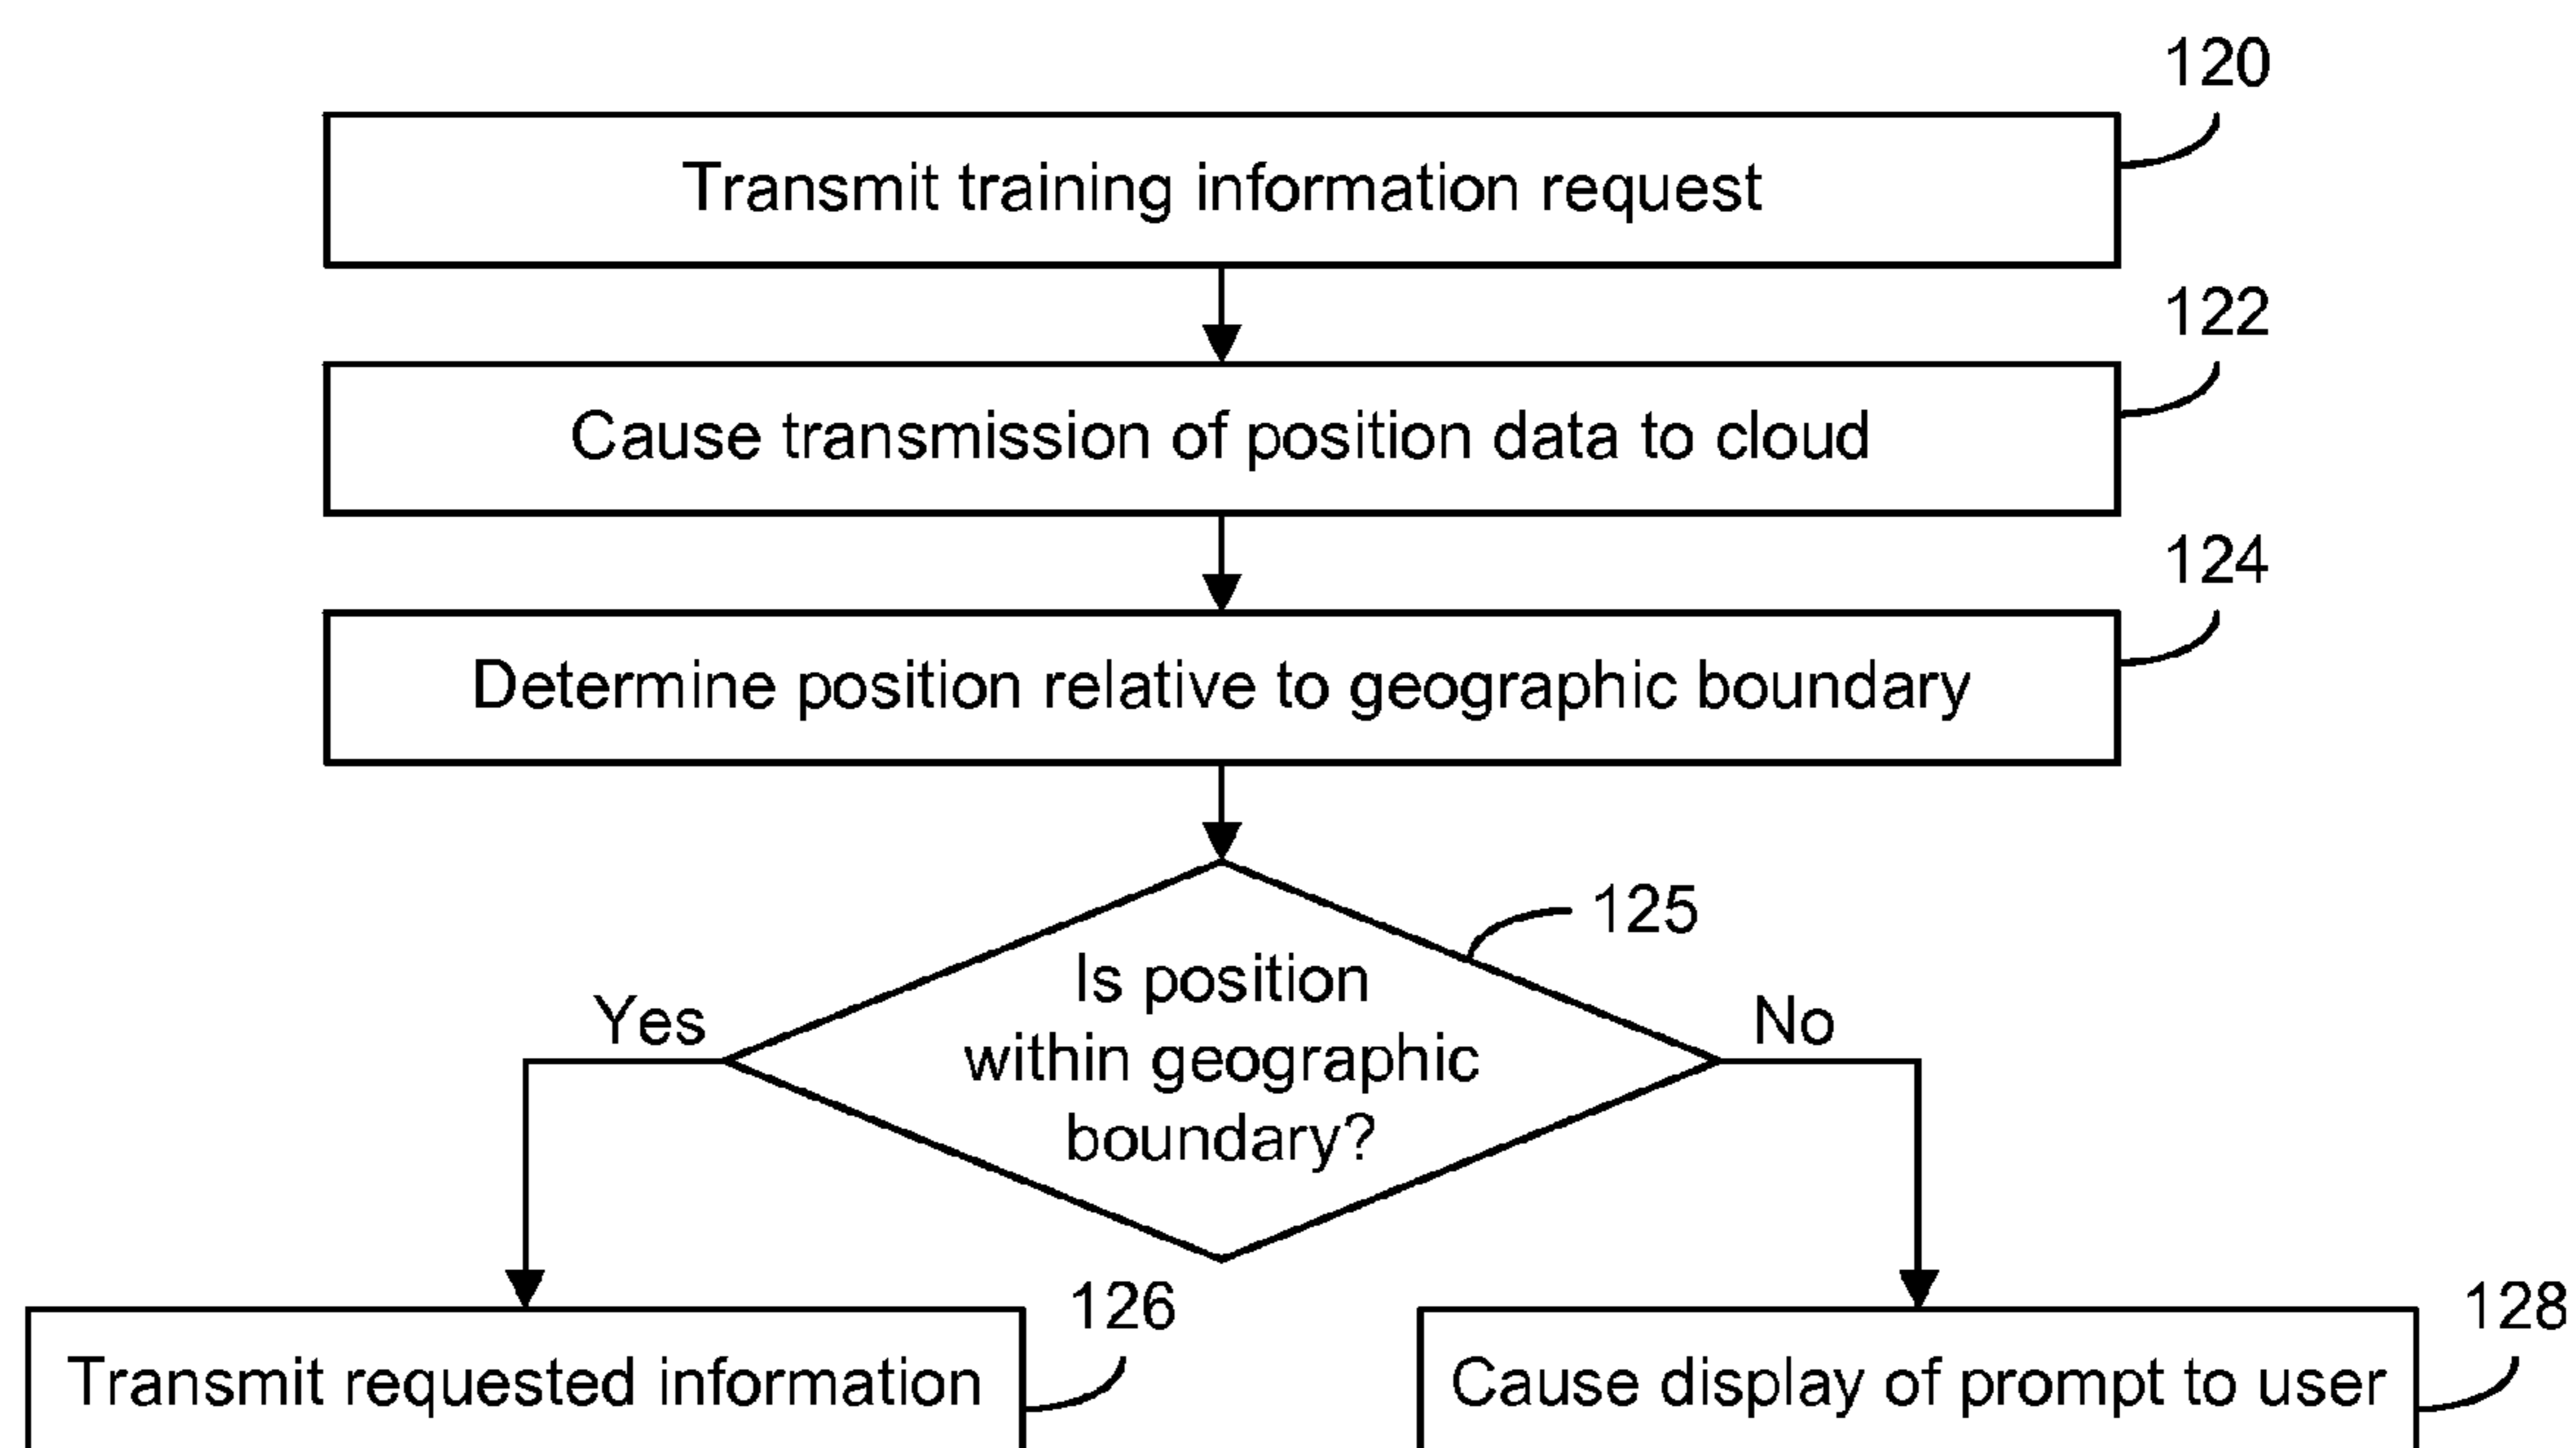 120
Transmit training information request
122
Cause transmission of position data to cloud
124
Determine position relative to geographic boundary
125
Is position
within geographic
boundary?
Yes
No
126
Transmit requested information
128
Cause display of prompt to user